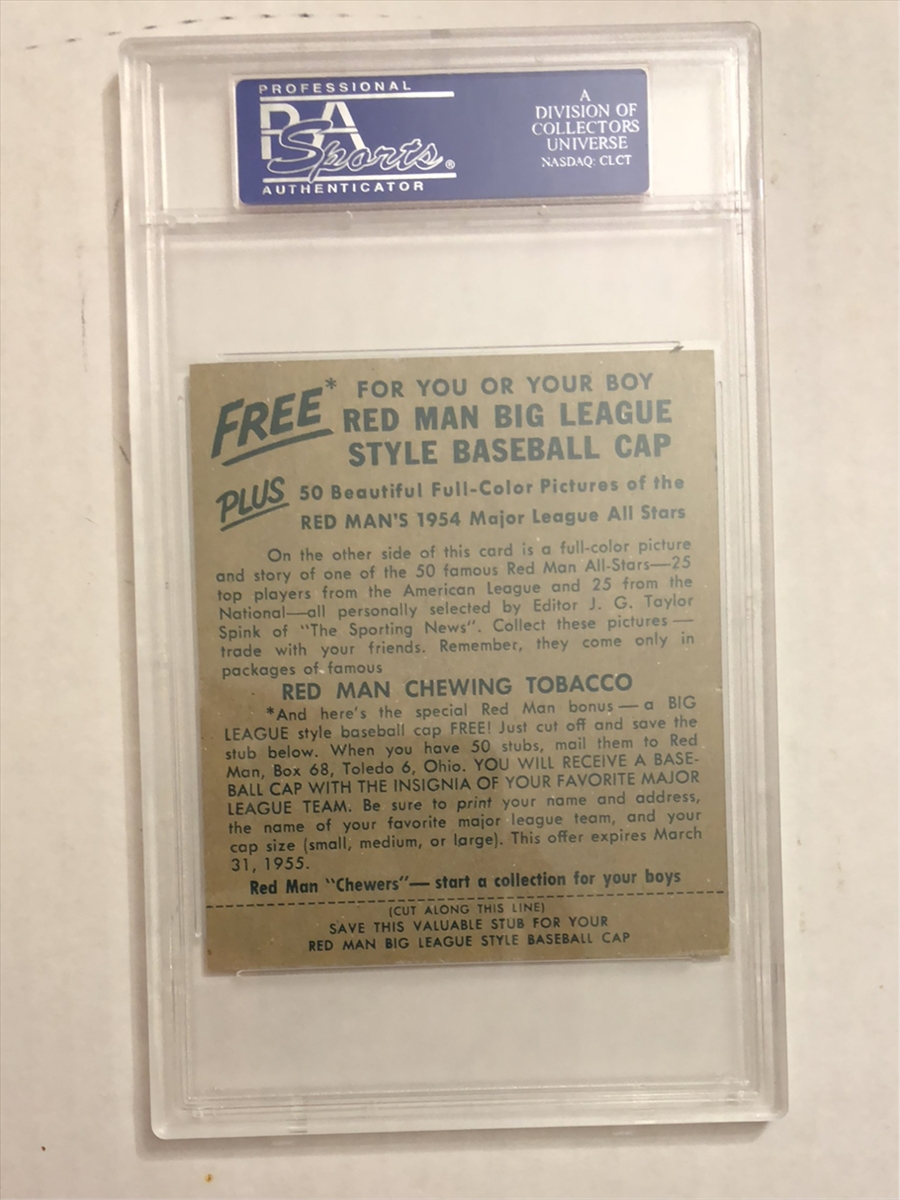 PROFESSIONAL
PSA
Sports®
AUTHENTICATOR
A
DIVISION OF
COLLECTORS
UNIVERSE
NASDAQ: CLCT
FREE* FOR YOU OR YOUR BOY
RED MAN BIG LEAGUE
STYLE BASEBALL CAP
PLUS 50 Beautiful Full-Color Pictures of the
RED MAN'S 1954 Major League All Stars
On the other side of this card is a full-color picture
and story of one of the 50 famous Red Man All-Stars—25
top players from the American League and 25 from the
National—all personally selected by Editor J. G. Taylor
Spink of "The Sporting News". Collect these pictures —
trade with your friends. Remember, they come only in
packages of famous
RED MAN CHEWING TOBACCO
*And here's the special Red Man bonus — a BIG
LEAGUE style baseball cap FREE! Just cut off and save the
stub below. When you have 50 stubs, mail them to Red
Man, Box 68, Toledo 6, Ohio. YOU WILL RECEIVE A BASE-
BALL CAP WITH THE INSIGNIA OF YOUR FAVORITE MAJOR
LEAGUE TEAM. Be sure to print your name and address,
the name of your favorite major league team, and your
cap size (small, medium, or large). This offer expires March
31, 1955.
Red Man "Chewers"— start a collection for your boys
(CUT ALONG THIS LINE)
SAVE THIS VALUABLE STUB FOR YOUR
RED MAN BIG LEAGUE STYLE BASEBALL CAP